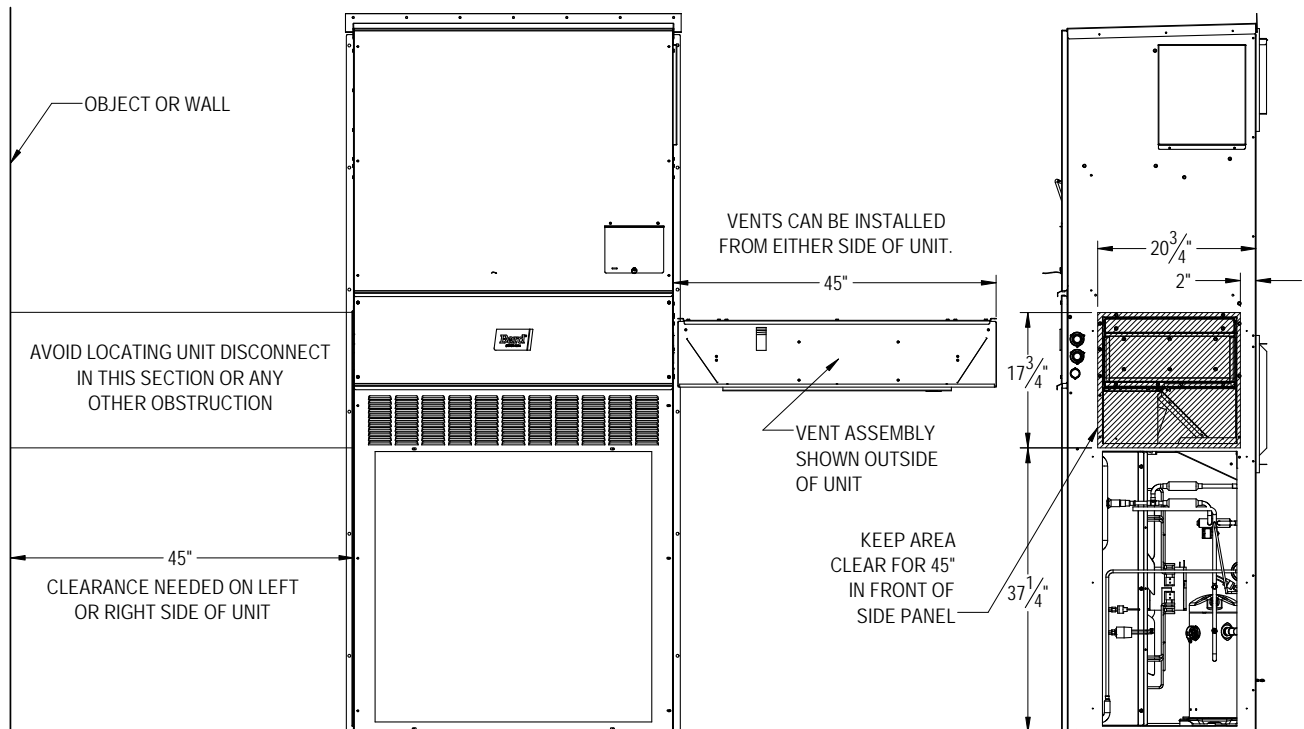 OBJECT OR WALL
VENTS CAN BE INSTALLED
FROM EITHER SIDE OF UNIT.
45"
20 3/4"
2"
Bard
AVOID LOCATING UNIT DISCONNECT
IN THIS SECTION OR ANY
OTHER OBSTRUCTION
17 3/4"
VENT ASSEMBLY
SHOWN OUTSIDE
OF UNIT
45"
CLEARANCE NEEDED ON LEFT
OR RIGHT SIDE OF UNIT
KEEP AREA
CLEAR FOR 45"
IN FRONT OF
SIDE PANEL
37 1/4"